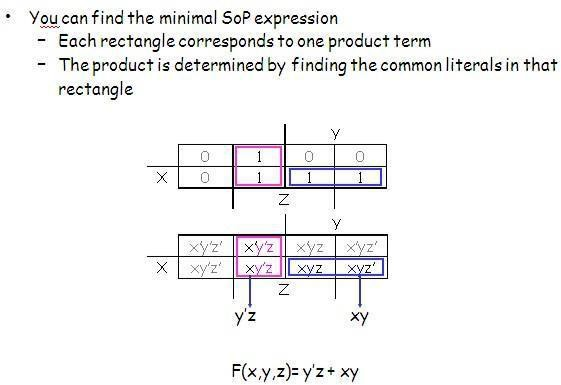 • You can find the minimal SoP expression
– Each rectangle corresponds to one product term
– The product is determined by finding the common literals in that
rectangle
Y
0 1 0 0
X 0 1 1 1
Z
Y
x'y'z' x'y'z x'yz x'yz'
X xy'z' xy'z xyz xyz'
Z
y'z xy
F(x,y,z)= y'z + xy